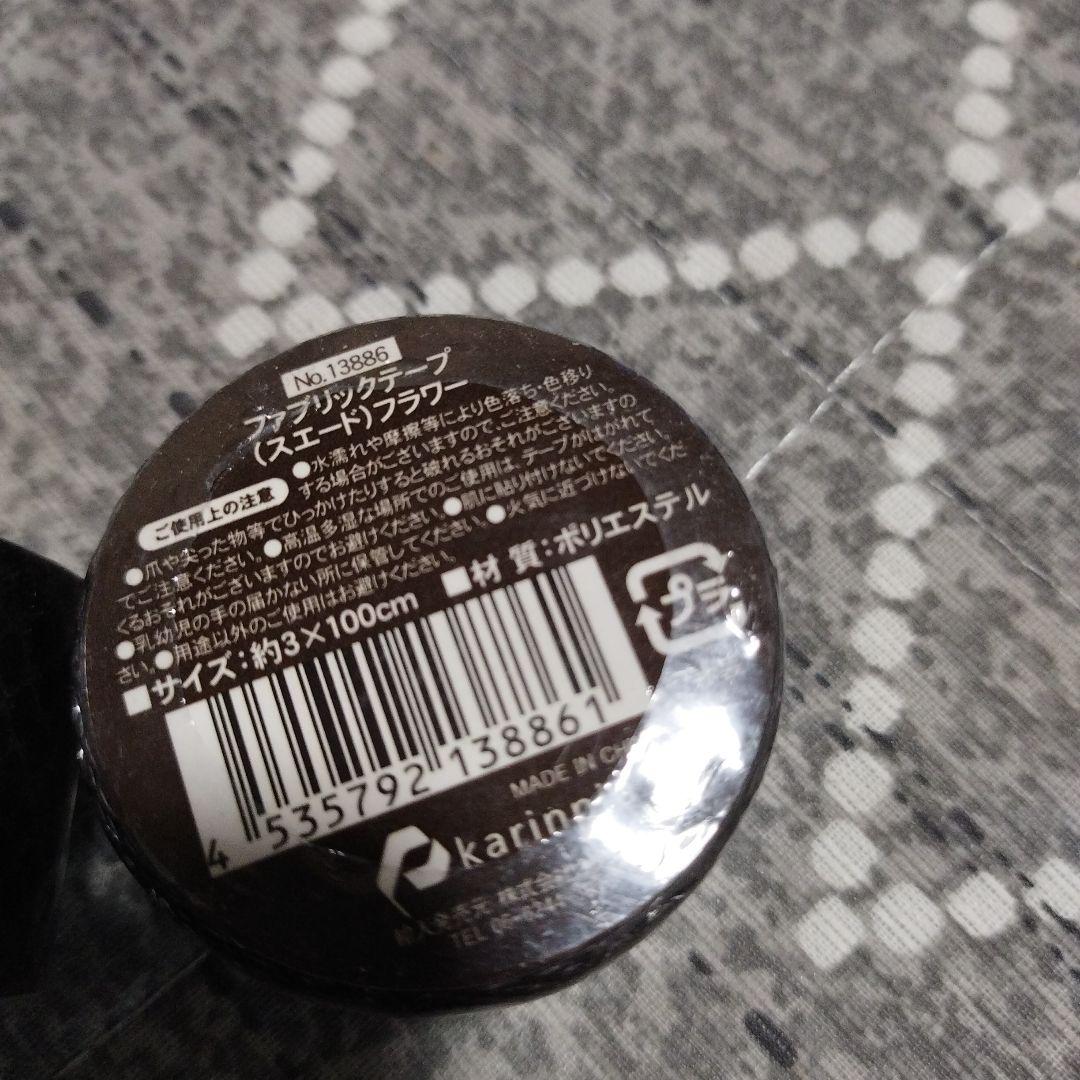 No.13886
ファブリックテープ
(スエード)フラワー
ご使用上の注意
●水濡れや摩擦等により色落ち・色移り
する場合がございますので、ご注意ください。
●爪や尖った物等でひっかけたりすると破れるおそれがございますの
でご注意ください。●高温多湿な場所でのご使用は、テープがはがれて
くるおそれがございますのでお避けください。●肌に貼り付けないでください。
●乳幼児の手の届かない所に保管してください。●火気に近づけないでくだ
さい。●用途以外のご使用はお避けください。
■サイズ:約3×100cm
■材 質:ポリエステル
プラ
4 535792 138861
MADE IN
karin
株式会
TEL